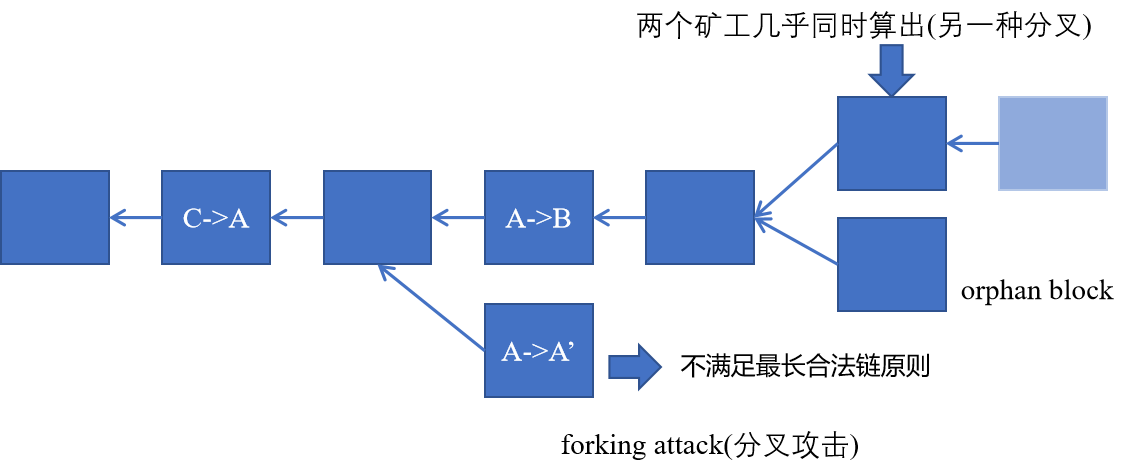 两个矿工几乎同时算出(另一种分叉)
C->A
A->B
orphan block
A->A’
不满足最长合法链原则
forking attack(分叉攻击)